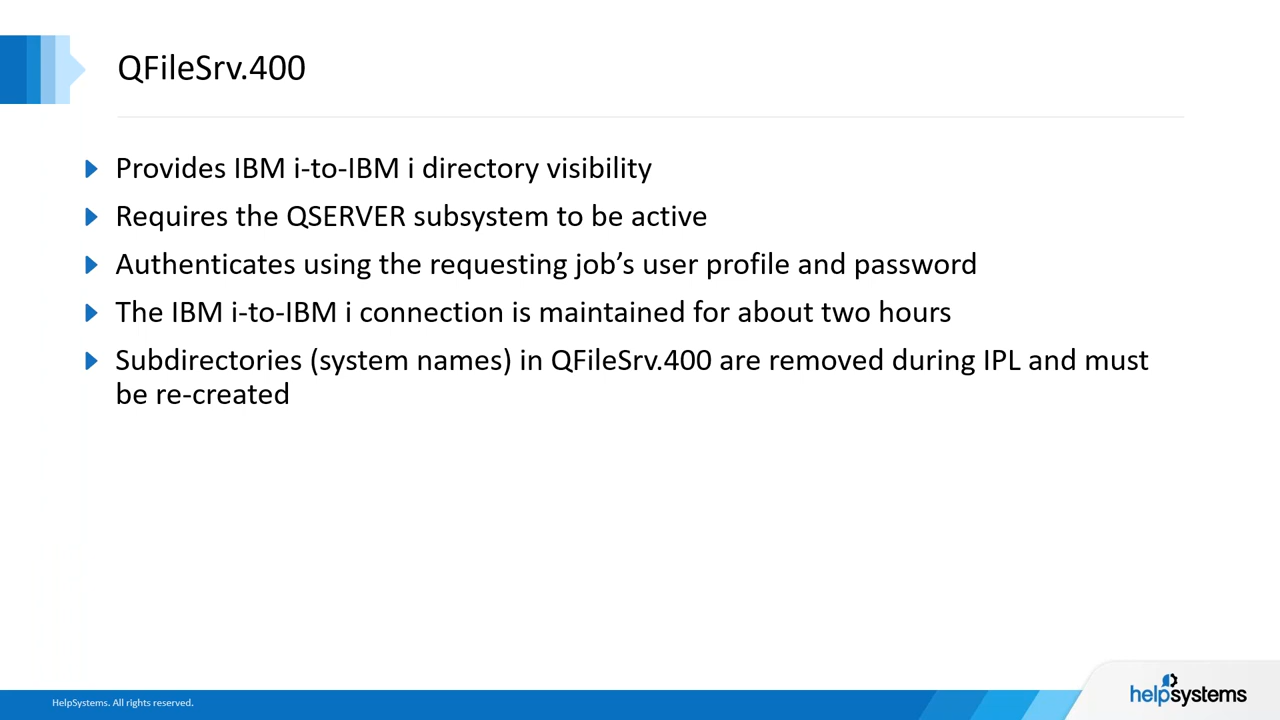 QFileSrv.400
Provides IBM i-to-IBM i directory visibility
Requires the QSERVER subsystem to be active
Authenticates using the requesting job’s user profile and password
The IBM i-to-IBM i connection is maintained for about two hours
Subdirectories (system names) in QFileSrv.400 are removed during IPL and must
be re-created
HelpSystems. All rights reserved.
helpsystems